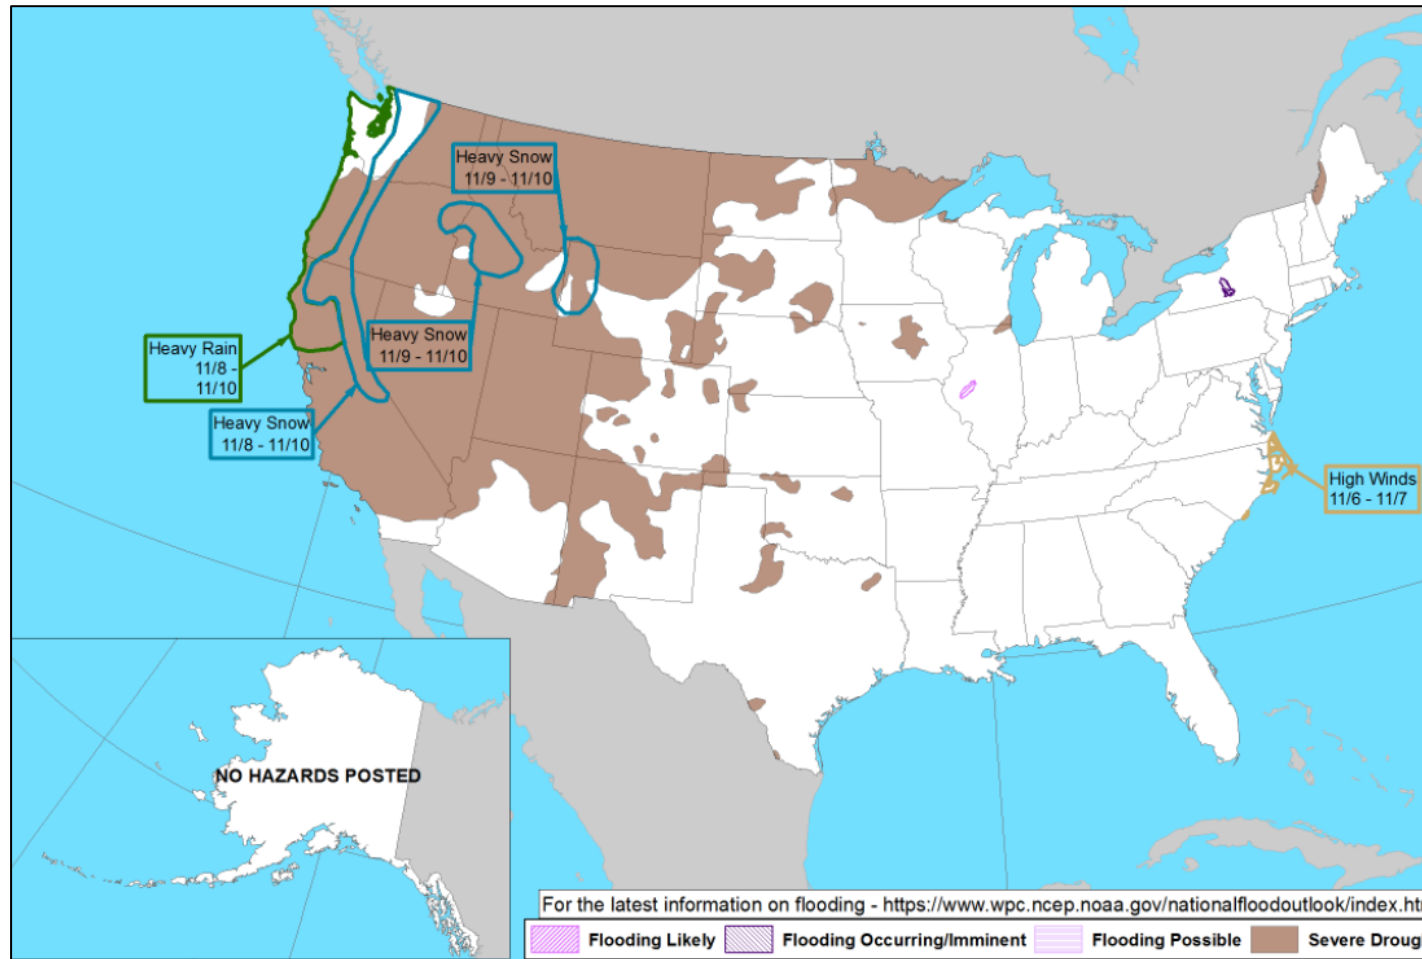 Heavy Snow
11/9 - 11/10
Heavy Rain
11/8 -
11/10
Heavy Snow
11/9 - 11/10
Heavy Snow
11/8 - 11/10
High Winds
11/6 - 11/7
NO HAZARDS POSTED
For the latest information on flooding - https://www.wpc.ncep.noaa.gov/nationalfloodoutlook/index.htm
Flooding Likely Flooding Occurring/Imminent Flooding Possible Severe Drough